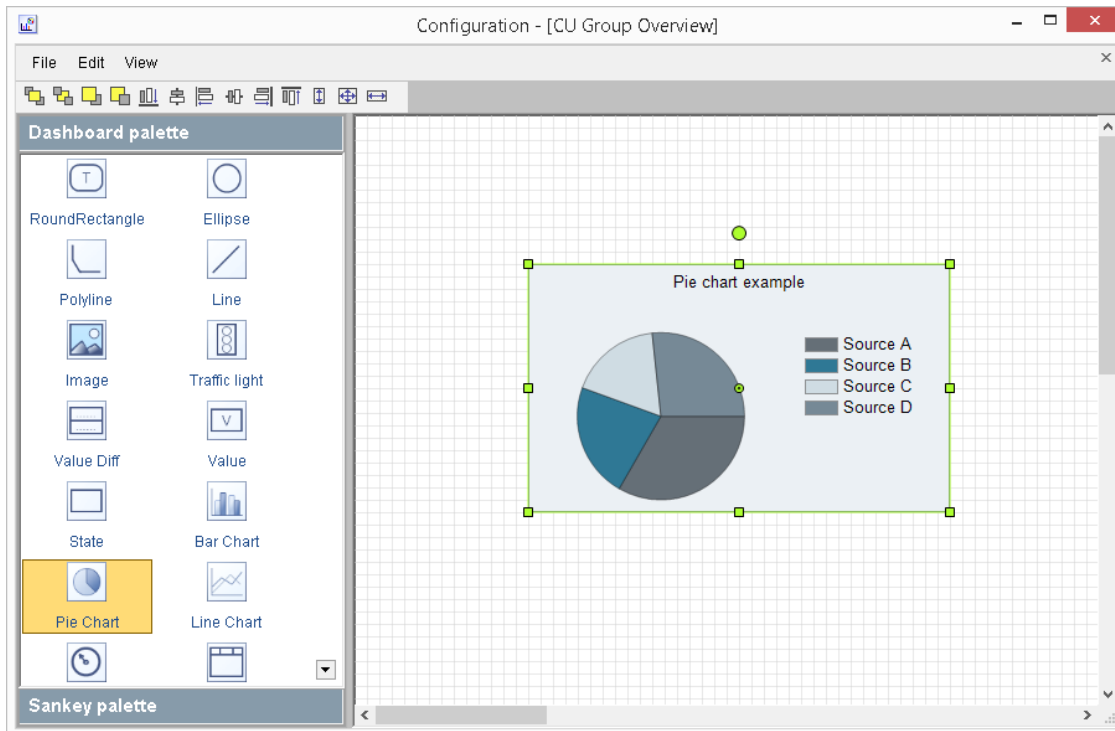 Configuration - [CU Group Overview]
File Edit View
Dashboard palette
T
RoundRectangle Ellipse
Polyline Line
Image Traffic light
V
Value Diff Value
State Bar Chart
Pie Chart Line Chart
Sankey palette
Pie chart example
Source A
Source B
Source C
Source D